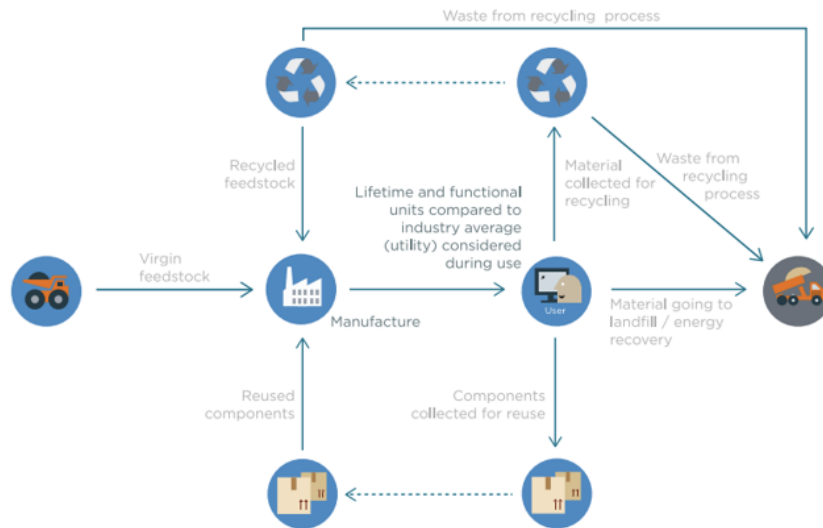 Waste from recycling process
Recycled
feedstock
Material
collected for
recycling
Waste from
recycling
process
Lifetime and functional
units compared to
industry average
(utility) considered
during use
Virgin
feedstock
User
Manufacture
Material going to
landfill / energy
recovery
Reused
components
Components
collected for reuse